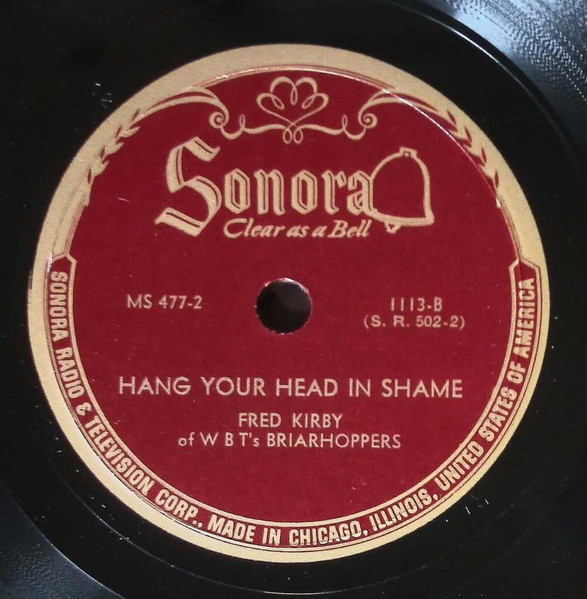 Sonora
Clear as a Bell
MS 477-2
1113-B
(S. R. 502-2)
HANG YOUR HEAD IN SHAME
FRED KIRBY
of W B T's BRIARHOPPERS
SONORA RADIO & TELEVISION CORP., MADE IN CHICAGO, ILLINOIS, UNITED STATES OF AMERICA